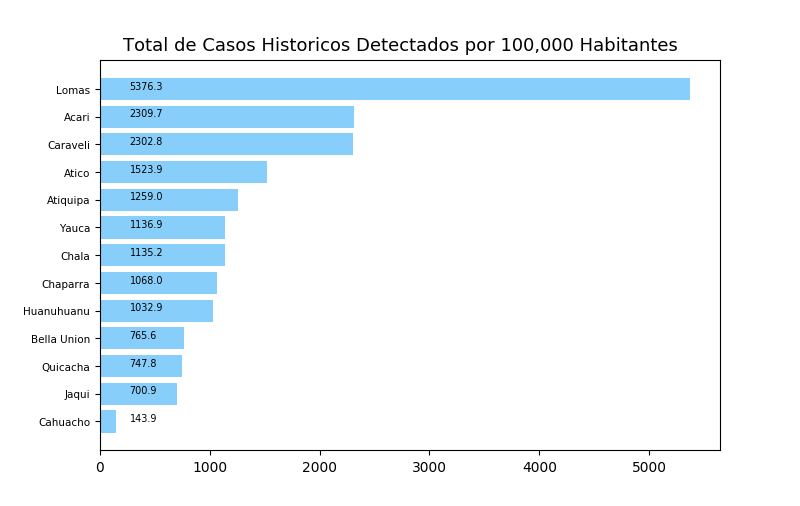 Total de Casos Historicos Detectados por 100,000 Habitantes
Lomas 5376.3
Acari 2309.7
Caraveli 2302.8
Atico 1523.9
Atiquipa 1259.0
Yauca 1136.9
Chala 1135.2
Chaparra 1068.0
Huanuhuanu 1032.9
Bella Union 765.6
Quicacha 747.8
Jaqui 700.9
Cahuacho 143.9
0 1000 2000 3000 4000 5000